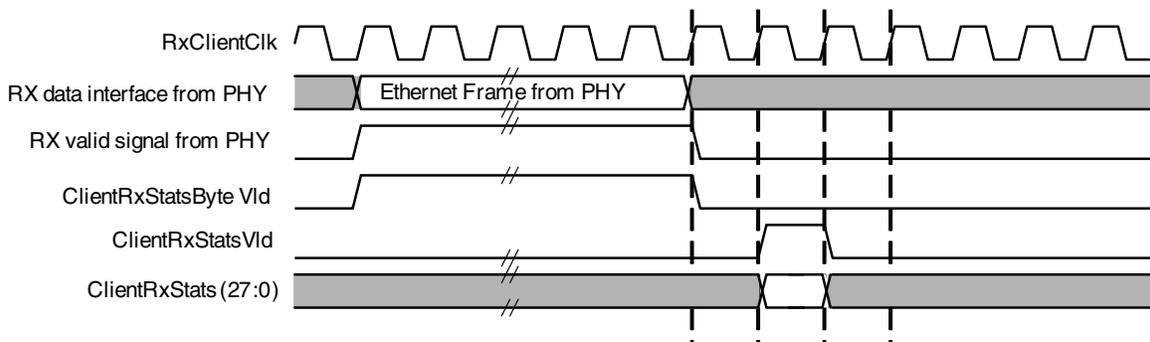 RxClientClk
RX data interface from PHY
Ethernet Frame from PHY
RX valid signal from PHY
ClientRxStatsByte Vld
ClientRxStatsVld
ClientRxStats (27:0)